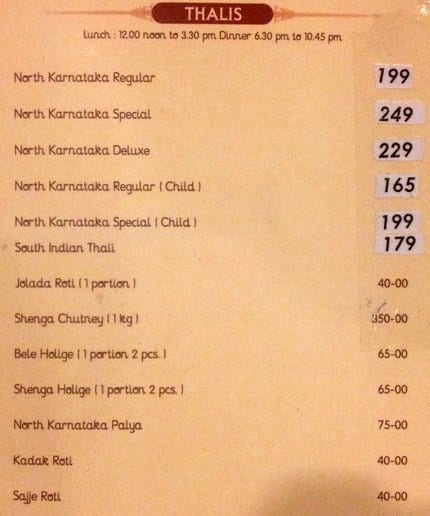 THALIS
Lunch : 12.00 noon to 3.30 pm Dinner 6.30 pm to 10.45 pm
North Karnataka Regular 199
North Karnataka Special 249
North Karnataka Deluxe 229
North Karnataka Regular ( Child ) 165
North Karnataka Special ( Child ) 199
South Indian Thali 179
Jolada Roti ( 1 portion ) 40-00
Shenga Chutney ( 1 kg ) 350-00
Bele Holige ( 1 portion 2 pcs. ) 65-00
Shenga Holige ( 1 portion 2 pcs. ) 65-00
North Karnataka Palya 75-00
Kadak Roti 40-00
Sajje Roti 40-00